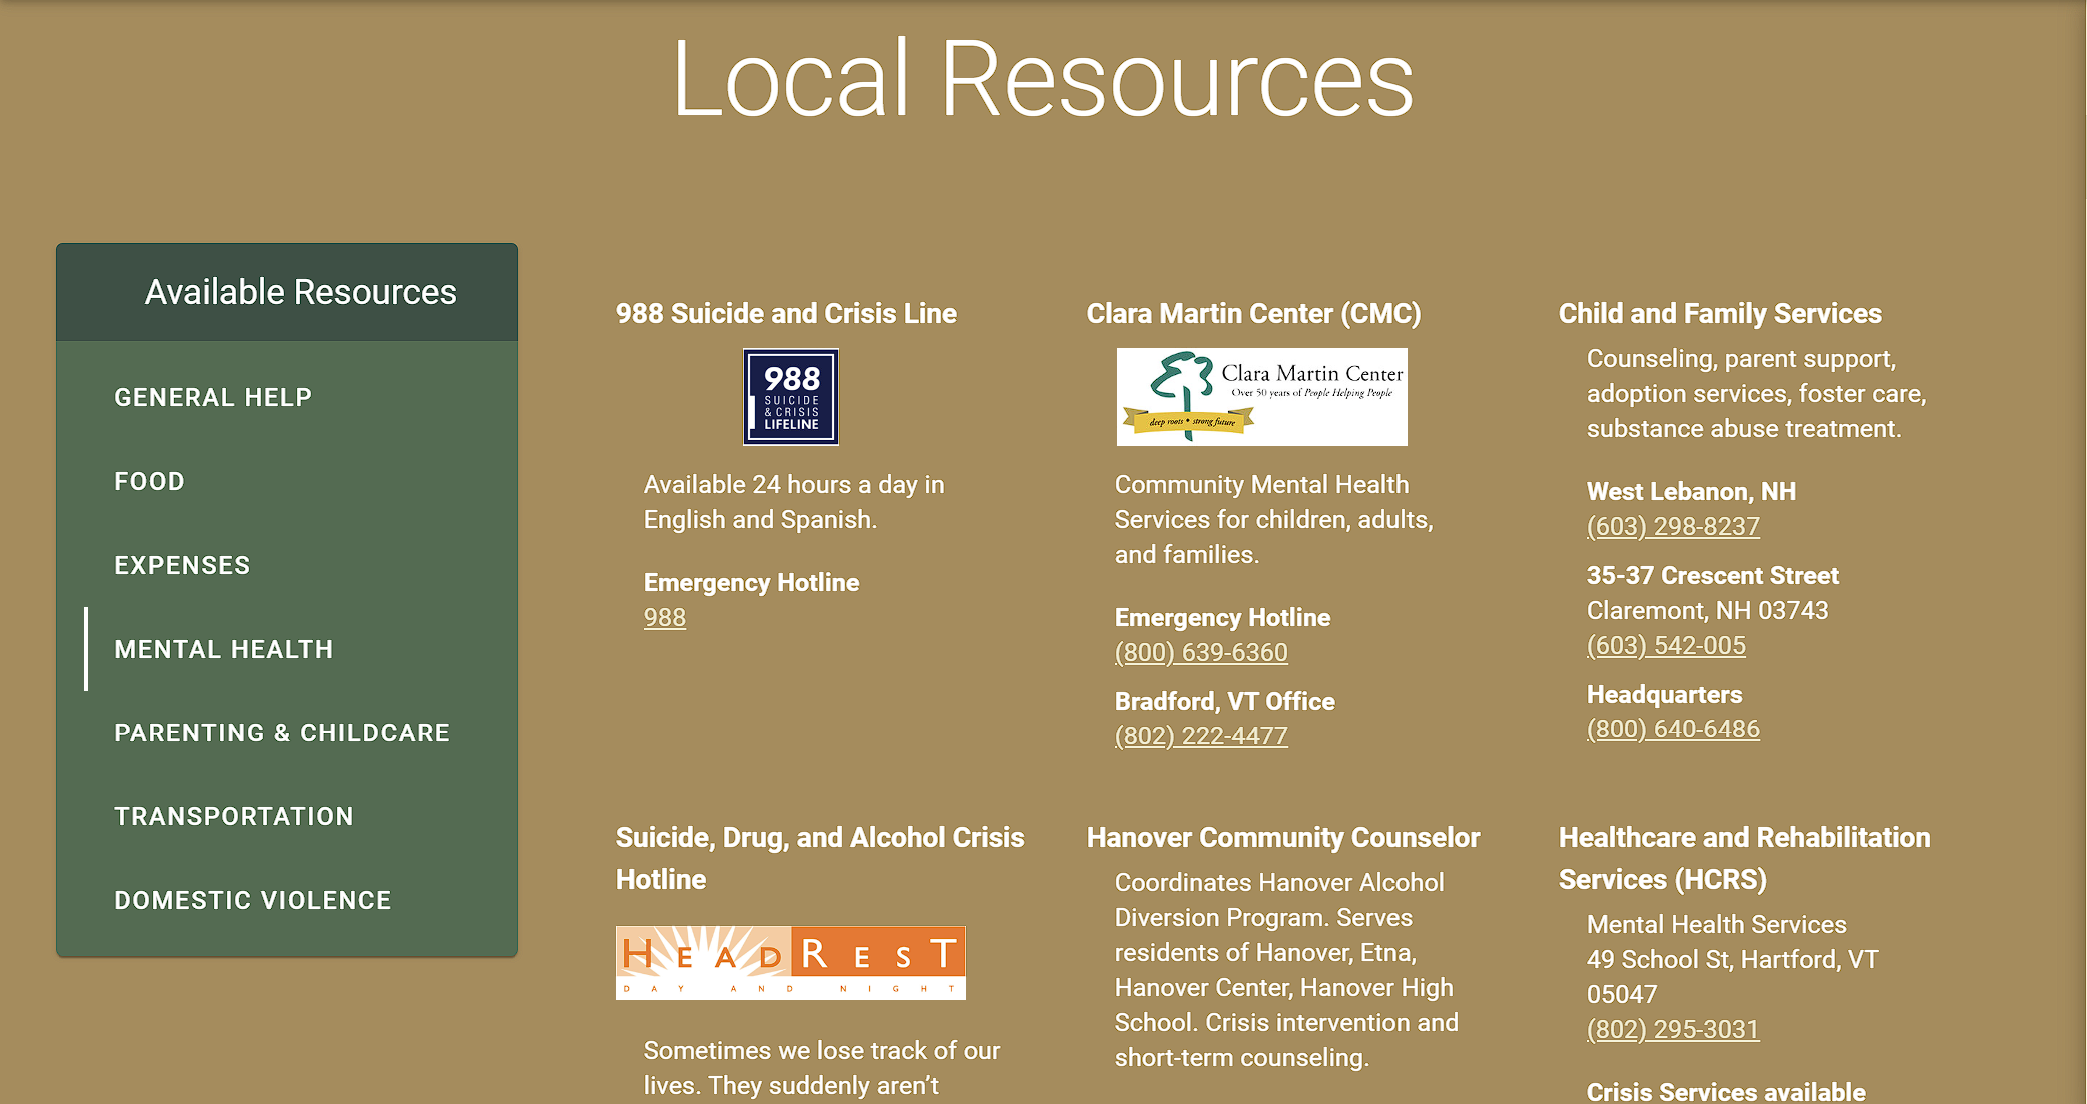 Local Resources
Available Resources
GENERAL HELP
FOOD
EXPENSES
MENTAL HEALTH
PARENTING & CHILDCARE
TRANSPORTATION
DOMESTIC VIOLENCE
988 Suicide and Crisis Line
988
SUICIDE
& CRISIS
LIFELINE
Available 24 hours a day in
English and Spanish.
Emergency Hotline
988
Clara Martin Center (CMC)
Clara Martin Center
Over 50 years of People Helping People
deep roots • strong future
Community Mental Health
Services for children, adults,
and families.
Emergency Hotline
(800) 639-6360
Bradford, VT Office
(802) 222-4477
Child and Family Services
Counseling, parent support,
adoption services, foster care,
substance abuse treatment.
West Lebanon, NH
(603) 298-8237
35-37 Crescent Street
Claremont, NH 03743
(603) 542-005
Headquarters
(800) 640-6486
Suicide, Drug, and Alcohol Crisis
Hotline
HEADREST
DAY AND NIGHT
Sometimes we lose track of our
lives. They suddenly aren't
Hanover Community Counselor
Coordinates Hanover Alcohol
Diversion Program. Serves
residents of Hanover, Etna,
Hanover Center, Hanover High
School. Crisis intervention and
short-term counseling.
Healthcare and Rehabilitation
Services (HCRS)
Mental Health Services
49 School St, Hartford, VT
05047
(802) 295-3031
Crisis Services available